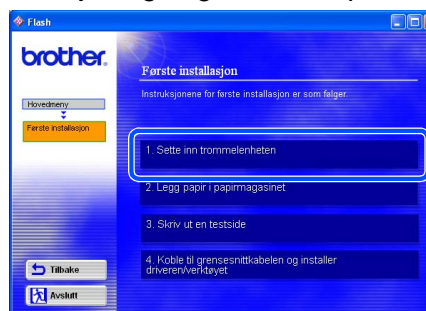 Flash
brother.
Hovedmeny
Første installasjon
Første installasjon
Instruksjonene for første installasjon er som følger.
1. Sette inn trommelenheten
2. Legg papir i papirmagasinet
3. Skriv ut en testside
4. Koble til grensesnittkabelen og installer
driveren/verktøyet
Tilbake
Avslutt